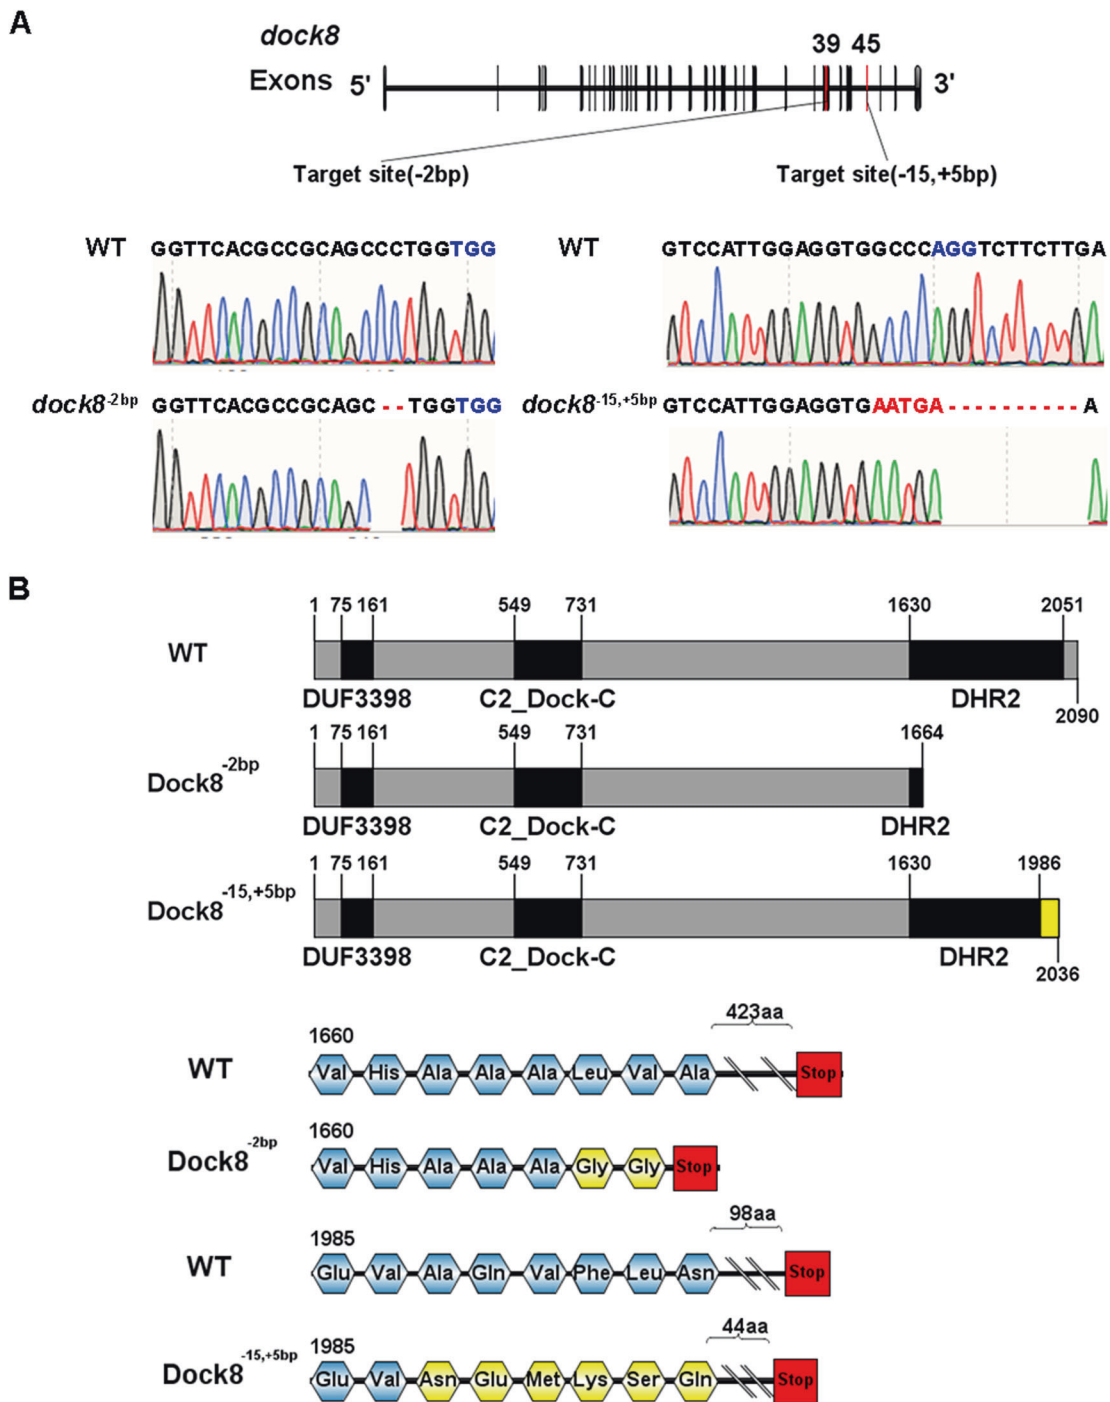 A
dock8
39 45
Exons 5' 3'
Target site(-2bp) Target site(-15,+5bp)
WT GGTTCACGCCGCAGCCCTGGTGG WT GTCCATTGGAGGTGGCCCAGGTCTTCTTGA
dock8-2bp GGTTCACGCCGCAGC--TGGTGG dock8-15,+5bp GTCCATTGGAGGTGAATGA----------A
B
1 75 161 549 731 1630 2051
WT
DUF3398 C2_Dock-C DHR2
2090
1 75 161 549 731 1664
Dock8-2bp
DUF3398 C2_Dock-C DHR2
1 75 161 549 731 1630 1986
Dock8-15,+5bp
DUF3398 C2_Dock-C DHR2
2036
423aa
1660
WT Val His Ala Ala Ala Leu Val Ala Stop
1660
Dock8-2bp Val His Ala Ala Ala Gly Gly Stop
98aa
1985
WT Glu Val Ala Gln Val Phe Leu Asn Stop
44aa
1985
Dock8-15,+5bp Glu Val Asn Glu Met Lys Ser Gln Stop